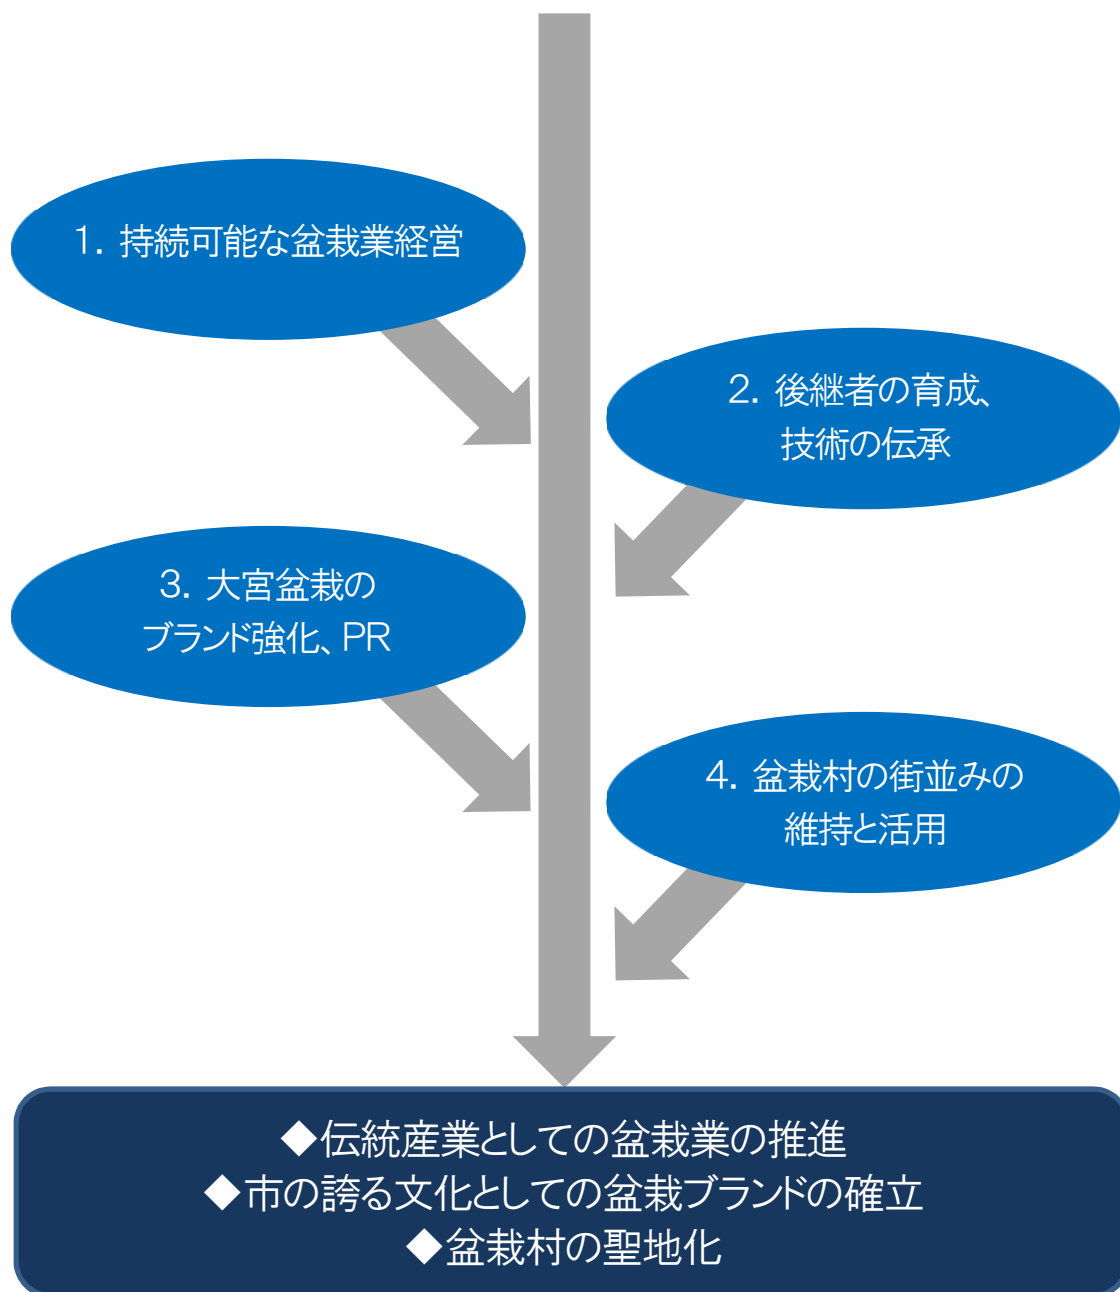 1. 持続可能な盆栽業経営
2. 後継者の育成、
技術の伝承
3. 大宮盆栽の
ブランド強化、PR
4. 盆栽村の街並みの
維持と活用
◆伝統産業としての盆栽業の推進
◆市の誇る文化としての盆栽ブランドの確立
◆盆栽村の聖地化